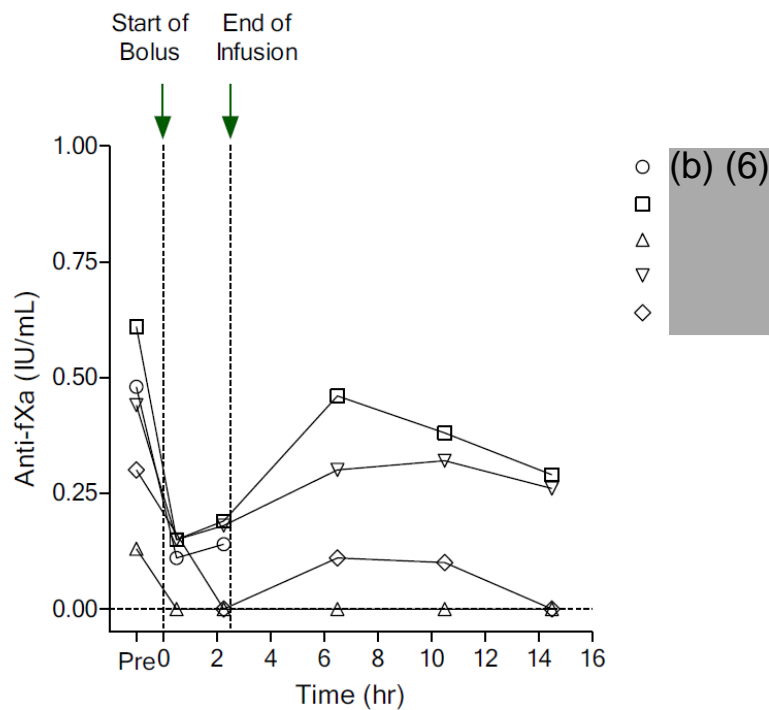 Start of Bolus
End of Infusion
1.00
0.75
0.50
0.25
0.00
Anti-fXa (IU/mL)
Pre 0 2 4 6 8 10 12 14 16
Time (hr)
(b) (6)